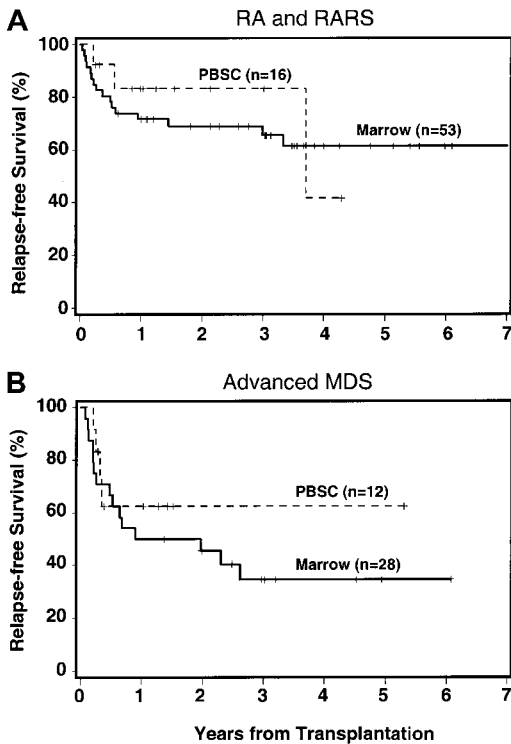 A
RA and RARS
Relapse-free Survival (%)
100
80
60
40
20
0
PBSC (n=16)
Marrow (n=53)
0 1 2 3 4 5 6 7
B
Advanced MDS
Relapse-free Survival (%)
100
80
60
40
20
0
PBSC (n=12)
Marrow (n=28)
0 1 2 3 4 5 6 7
Years from Transplantation